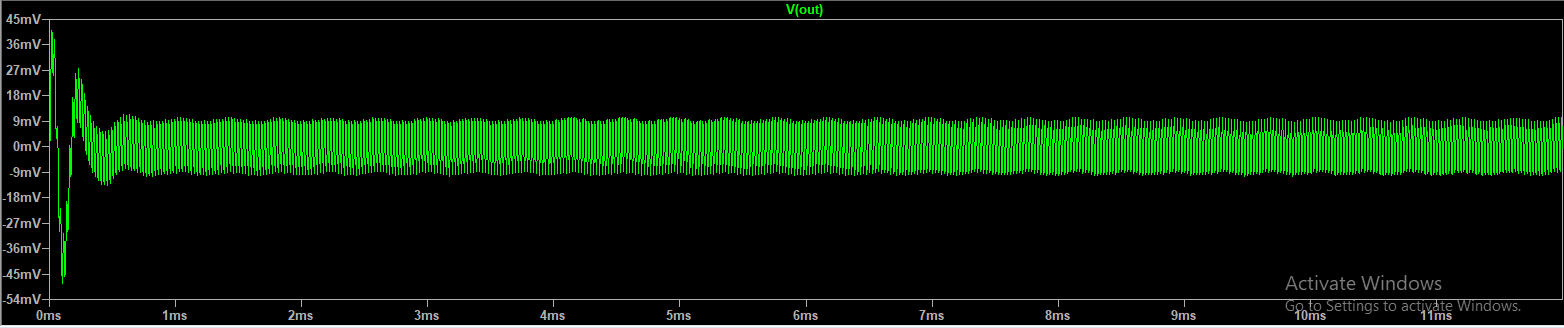 V(out)
45mV
36mV
27mV
18mV
9mV
0mV
-9mV
-18mV
-27mV
-36mV
-45mV
-54mV
0ms 1ms 2ms 3ms 4ms 5ms 6ms 7ms 8ms 9ms 10ms 11ms
Activate Windows
Go to Settings to activate Windows.